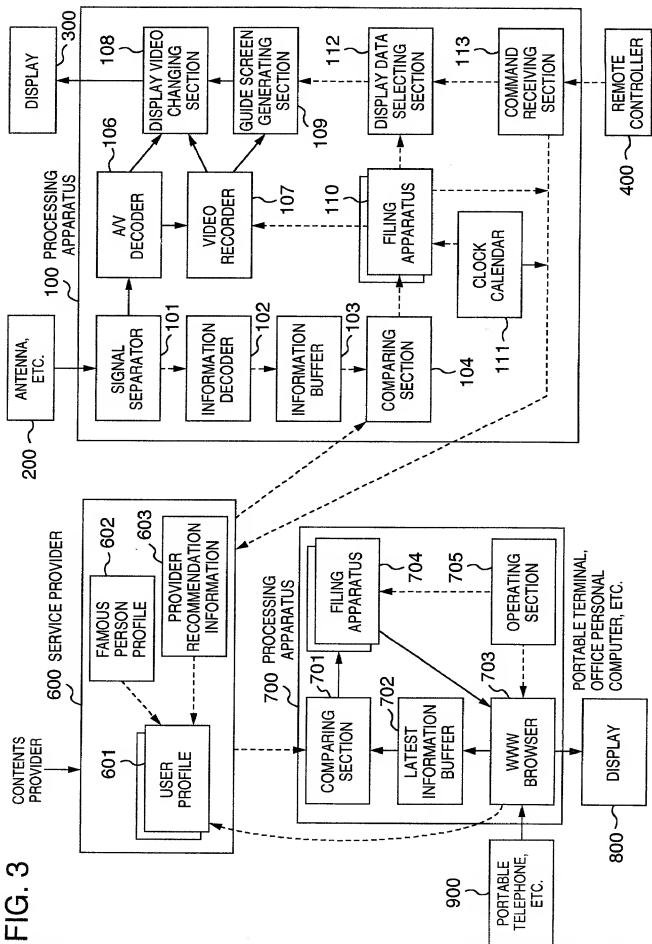 FIG. 3
CONTENTS
PROVIDER
600 SERVICE PROVIDER
602
FAMOUS
PERSON
PROFILE
603
PROVIDER
RECOMMENDATION
INFORMATION
601
USER
PROFILE
700 PROCESSING
APPARATUS
701
COMPARING
SECTION
FILING
APPARATUS
704
702
LATEST
INFORMATION
BUFFER
705
OPERATING
SECTION
703
WWW
BROWSER
900
PORTABLE
TELEPHONE,
ETC.
PORTABLE TERMINAL,
OFFICE PERSONAL
COMPUTER, ETC.
DISPLAY
800
200
ANTENNA,
ETC.
100 PROCESSING
APPARATUS
SIGNAL
SEPARATOR
101
INFORMATION
DECODER
102
INFORMATION
BUFFER
103
COMPARING
SECTION
104
106
A/V
DECODER
VIDEO
RECORDER
107
110
FILING
APPARATUS
CLOCK
CALENDAR
111
DISPLAY
300
108
DISPLAY VIDEO
CHANGING
SECTION
GUIDE SCREEN
GENERATING
SECTION
109
112
DISPLAY DATA
SELECTING
SECTION
113
COMMAND
RECEIVING
SECTION
REMOTE
CONTROLLER
400